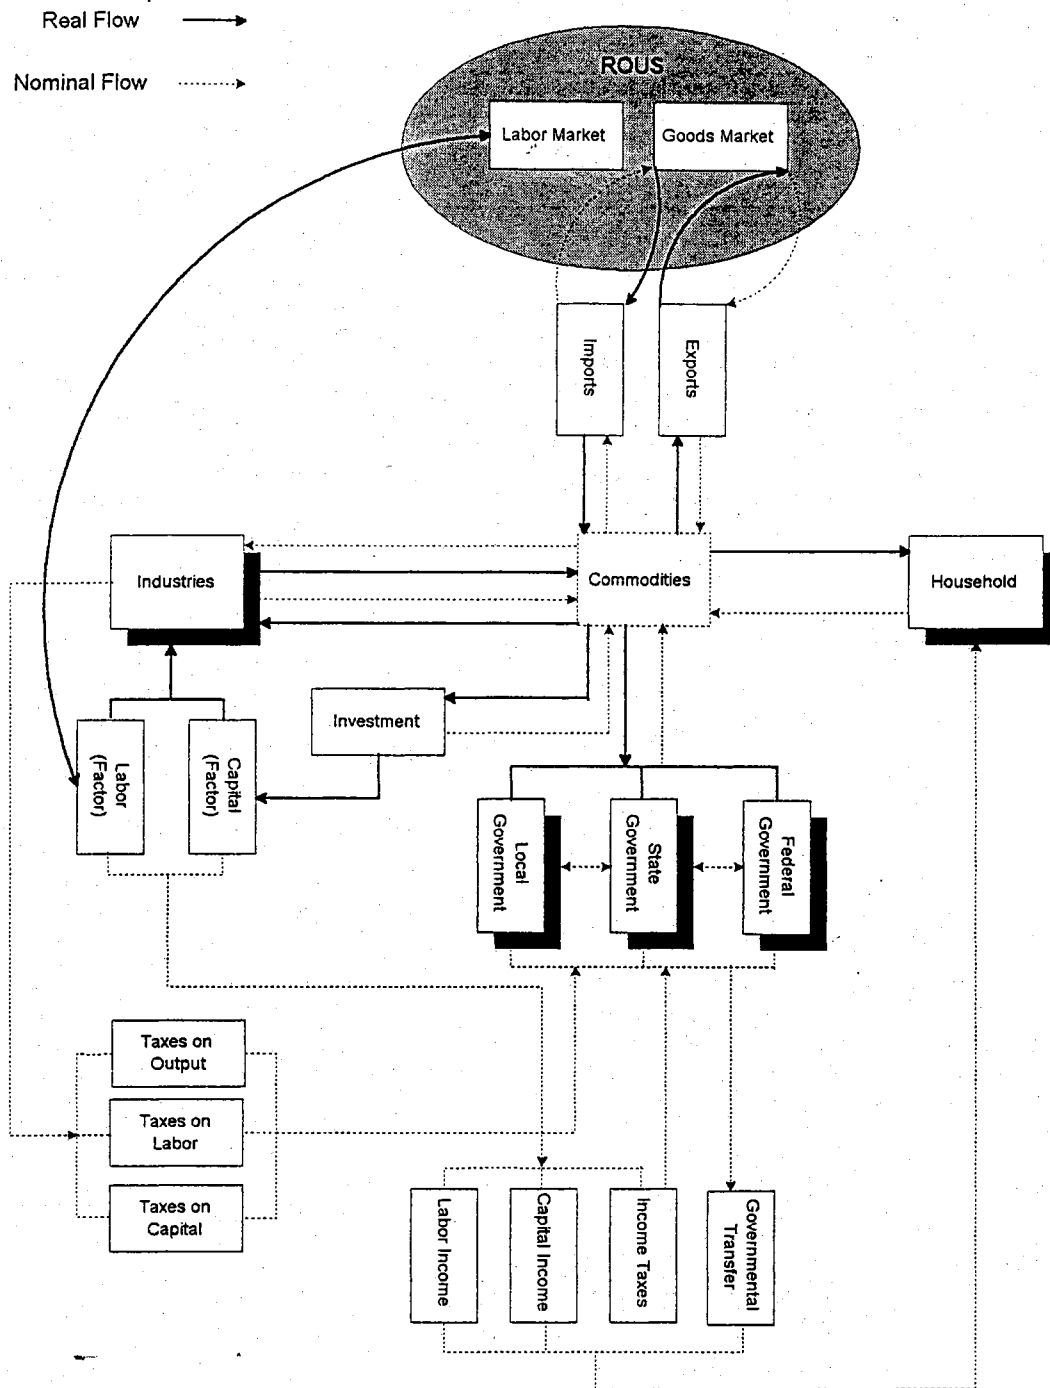 Real Flow
Nominal Flow
ROUS
Labor Market
Goods Market
Imports
Exports
Industries
Commodities
Household
Investment
Labor
(Factor)
Capital
(Factor)
Local
Government
State
Government
Federal
Government
Taxes on
Output
Taxes on
Labor
Taxes on
Capital
Labor Income
Capital Income
Income Taxes
Governmental
Transfer